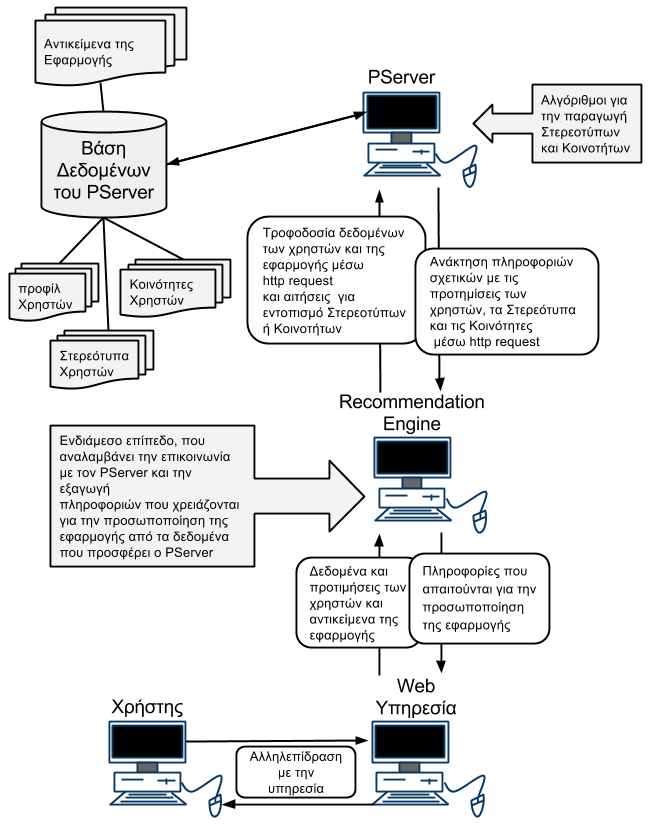 Αντικείμενα της
Εφαρμογής
PServer
Αλγόριθμοι για
την παραγωγή
Στερεοτύπων
και Κοινοτήτων
Βάση
Δεδομένων
του PServer
Τροφοδοσία δεδομένων
των χρηστών και της
εφαρμογής μέσω
http request
και αιτήσεις για
εντοπισμό Στερεοτύπων
ή Κοινοτήτων
Ανάκτηση πληροφοριών
σχετικών με τις
προτημίσεις των
χρηστών, τα Στερεότυπα
και τις Κοινότητες
μέσω http request
προφίλ
Χρηστών
Κοινότητες
Χρηστών
Στερεότυπα
Χρηστών
Recommendation
Engine
Ενδιάμεσο επίπεδο, που
αναλαμβάνει την επικοινωνία
με τον PServer και την
εξαγωγή
πληροφοριών που χρειάζονται
για την προσωποποίηση της
εφαρμογής από τα δεδομένα
που προσφέρει ο PServer
Δεδομένα και
προτιμήσεις των
χρηστών και
αντικείμενα της
εφαρμογής
Πληροφορίες που
απαιτούνται για την
προσωποποίηση
της εφαρμογής
Web
Υπηρεσία
Χρήστης
Αλληλεπίδραση
με την
υπηρεσία